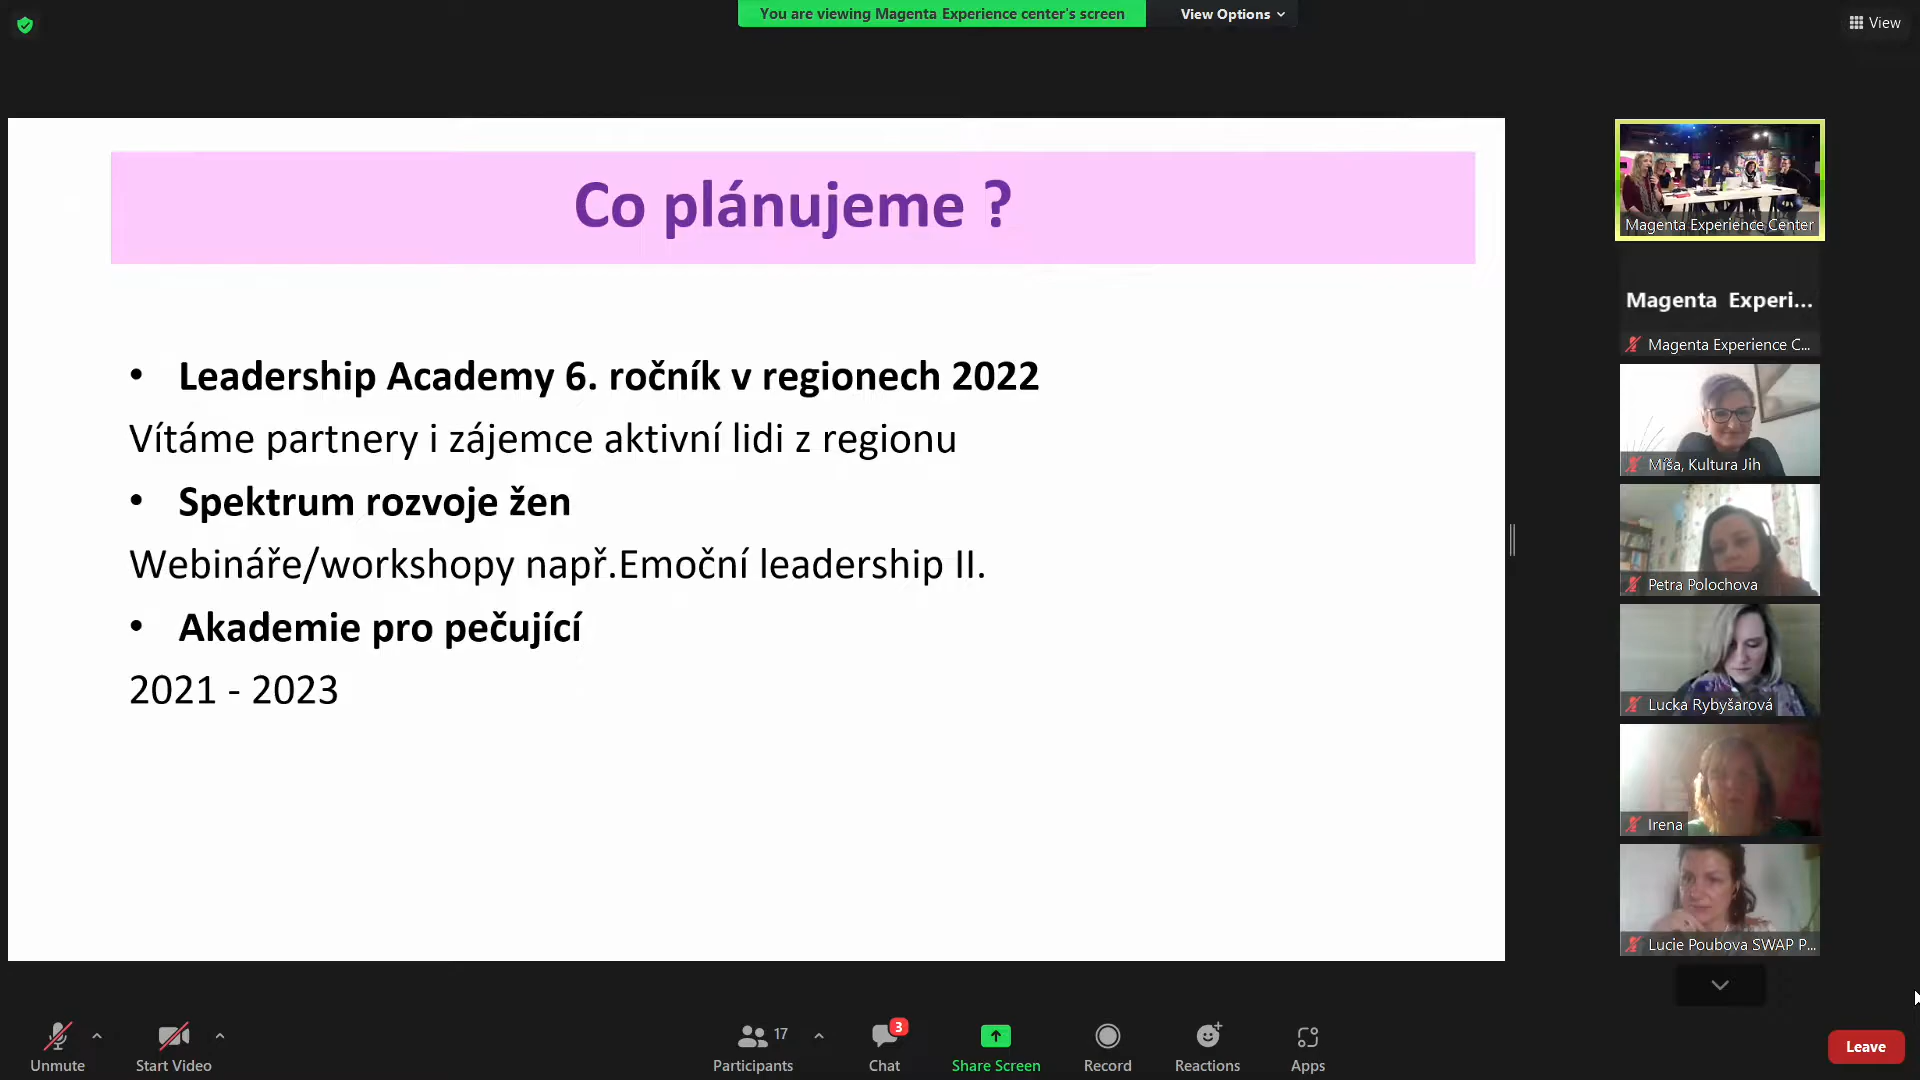 You are viewing Magenta Experience center's screen
View Options
View
Co plánujeme ?
• Leadership Academy 6. ročník v regionech 2022
Vítáme partnery i zájemce aktivní lidi z regionu
• Spektrum rozvoje žen
Webináře/workshopy např.Emoční leadership II.
• Akademie pro pečující
2021 - 2023
Magenta Experience Center
Magenta Experi...
Magenta Experience C...
Míša, Kultura Jih
Petra Polochova
Lucka Rybyšarová
Irena
Lucie Poubova SWAP P...
Unmute
Start Video
17
Participants
3
Chat
Share Screen
Record
Reactions
Apps
Leave